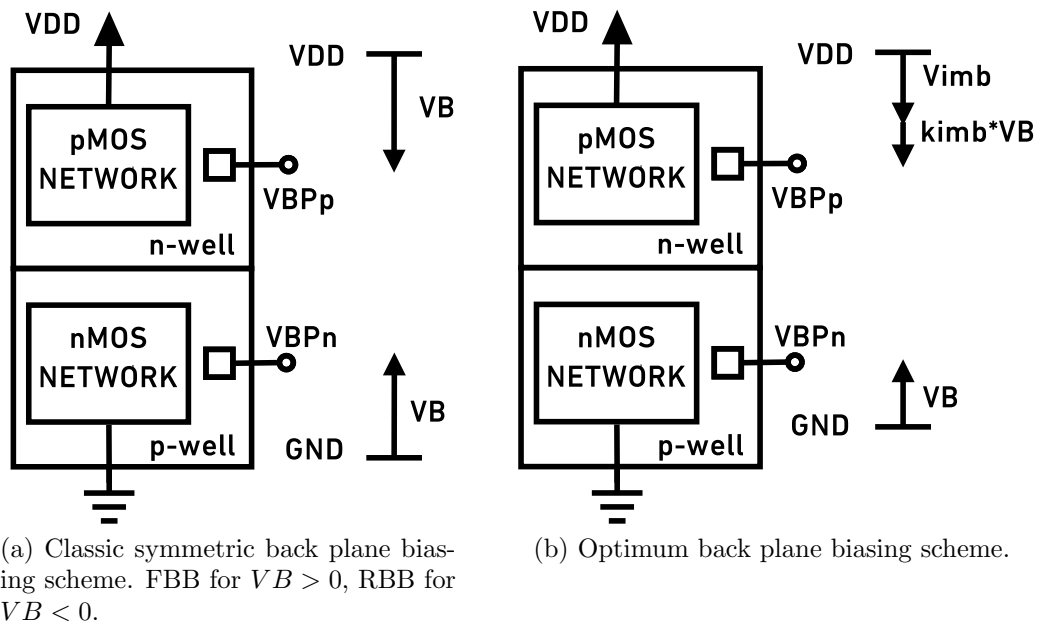 VDD
VDD
VB
pMOS
NETWORK
VBPp
n-well
nMOS
NETWORK
VBPn
VB
p-well
GND
VDD
VDD
Vimb
kimb*VB
pMOS
NETWORK
VBPp
n-well
nMOS
NETWORK
VBPn
VB
p-well
GND
(a) Classic symmetric back plane bias-
ing scheme. FBB for VB > 0, RBB for
VB < 0.
(b) Optimum back plane biasing scheme.